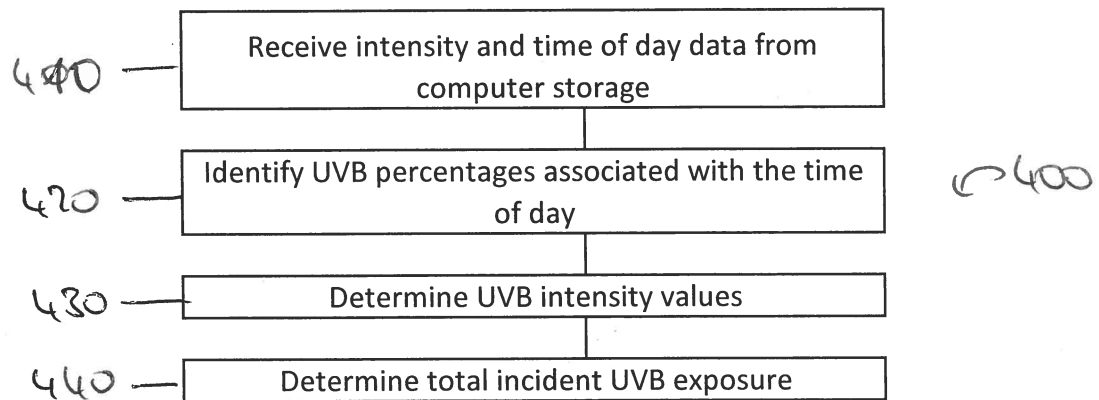 410
Receive intensity and time of day data from
computer storage
420
Identify UVB percentages associated with the time
of day
400
430
Determine UVB intensity values
440
Determine total incident UVB exposure